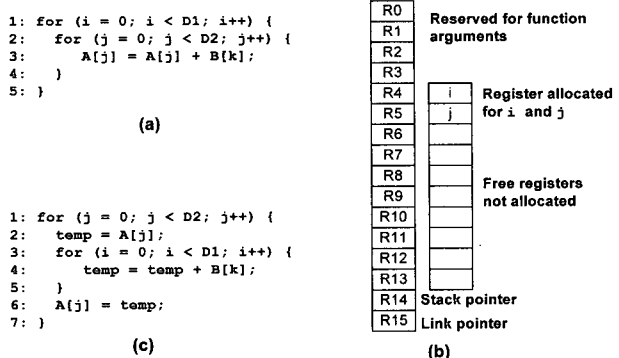 1: for (i = 0; i < D1; i++) {
2:   for (j = 0; j < D2; j++) {
3:     A[j] = A[j] + B[k];
4:   }
5: }
(a)
1: for (j = 0; j < D2; j++) {
2:   temp = A[j];
3:   for (i = 0; i < D1; i++) {
4:     temp = temp + B[k];
5:   }
6:   A[j] = temp;
7: }
(c)
R0
R1
R2
R3
R4
R5
R6
R7
R8
R9
R10
R11
R12
R13
R14
R15
Reserved for function
arguments
i
j
Register allocated
for i and j
Free registers
not allocated
Stack pointer
Link pointer
(b)